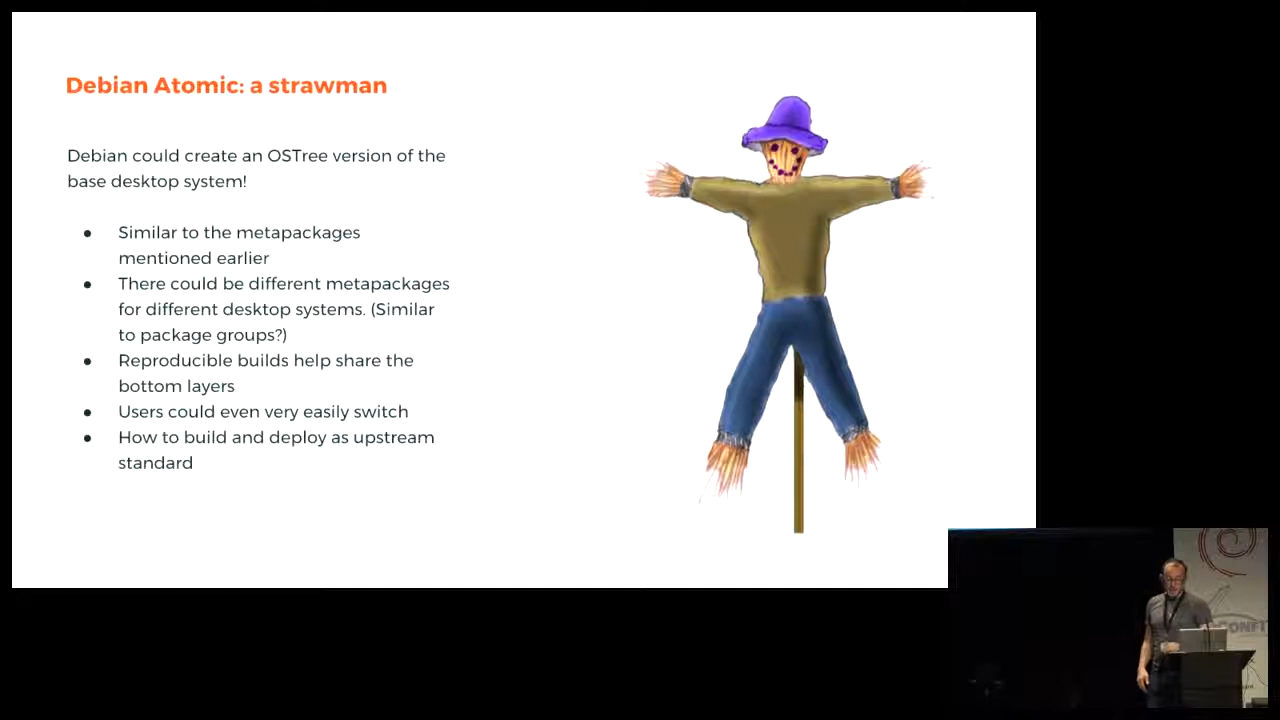 Debian Atomic: a strawman
Debian could create an OSTree version of the
base desktop system!
● Similar to the metapackages
mentioned earlier
● There could be different metapackages
for different desktop systems. (Similar
to package groups?)
● Reproducible builds help share the
bottom layers
● Users could even very easily switch
● How to build and deploy as upstream
standard
CONF